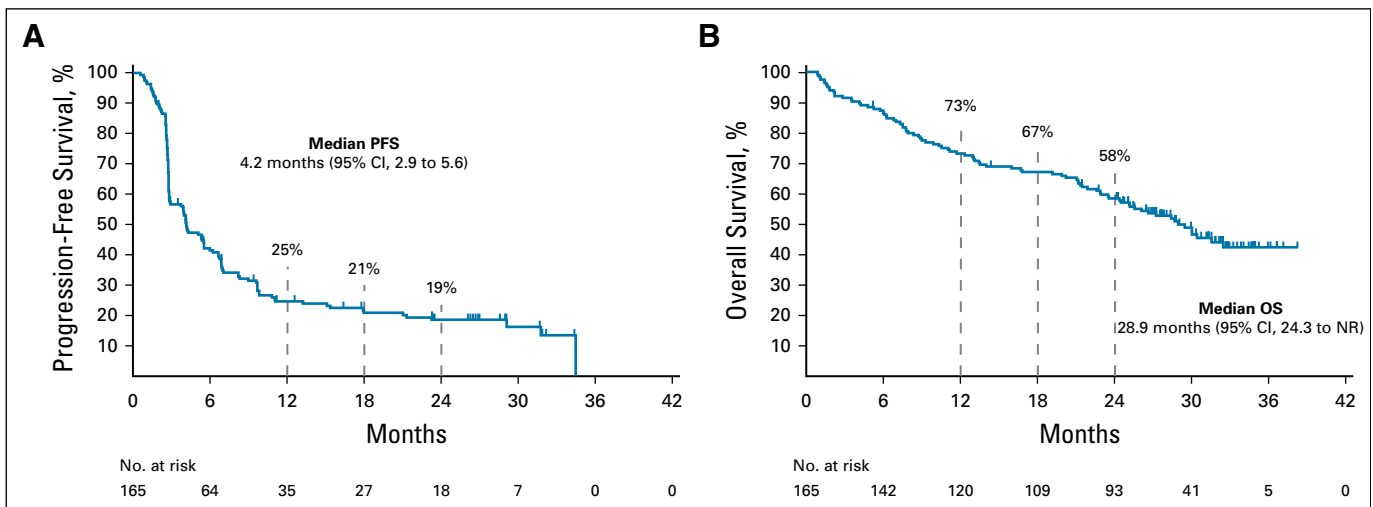 A
Progression-Free Survival, %
100
90
80
70
60
50
40
30
20
10
Median PFS
4.2 months (95% CI, 2.9 to 5.6)
25%
21%
19%
0 6 12 18 24 30 36 42
Months
No. at risk
165 64 35 27 18 7 0 0
B
Overall Survival, %
100
90
80
70
60
50
40
30
20
10
73%
67%
58%
Median OS
28.9 months (95% CI, 24.3 to NR)
0 6 12 18 24 30 36 42
Months
No. at risk
165 142 120 109 93 41 5 0